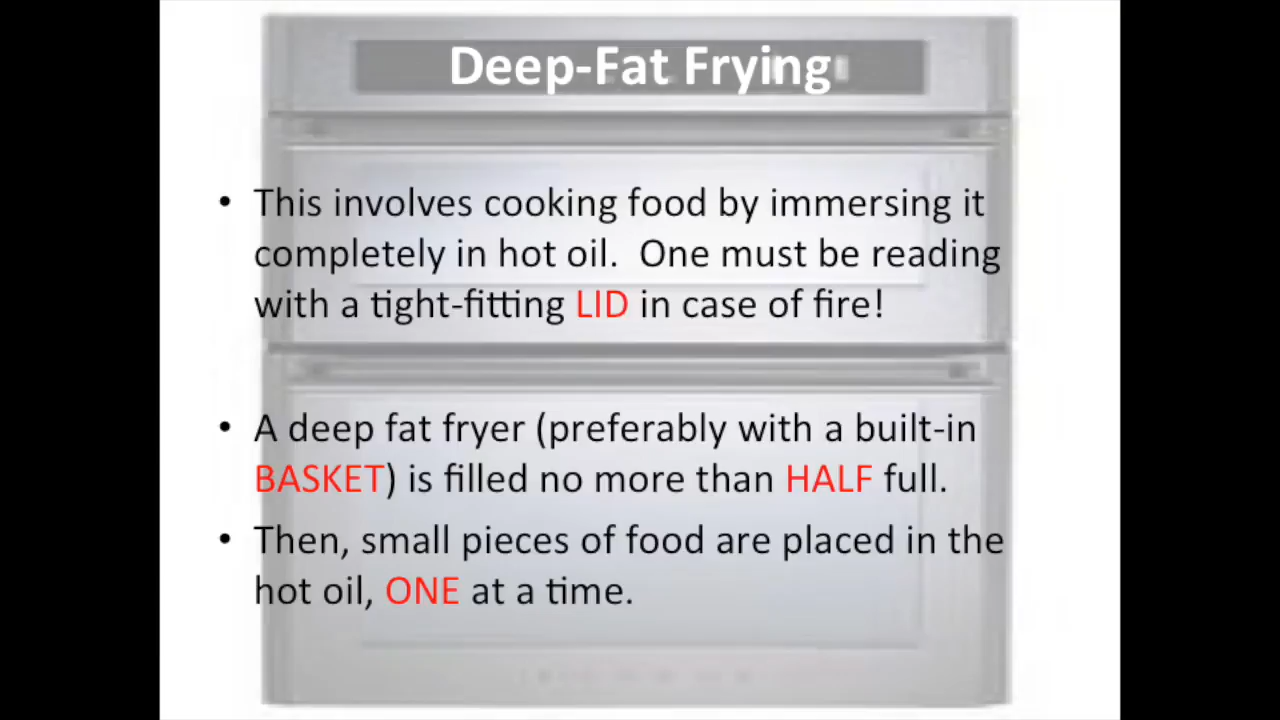 Deep-Fat Frying
• This involves cooking food by immersing it
completely in hot oil.  One must be reading
with a tight-fitting LID in case of fire!
• A deep fat fryer (preferably with a built-in
BASKET) is filled no more than HALF full.
• Then, small pieces of food are placed in the
hot oil, ONE at a time.